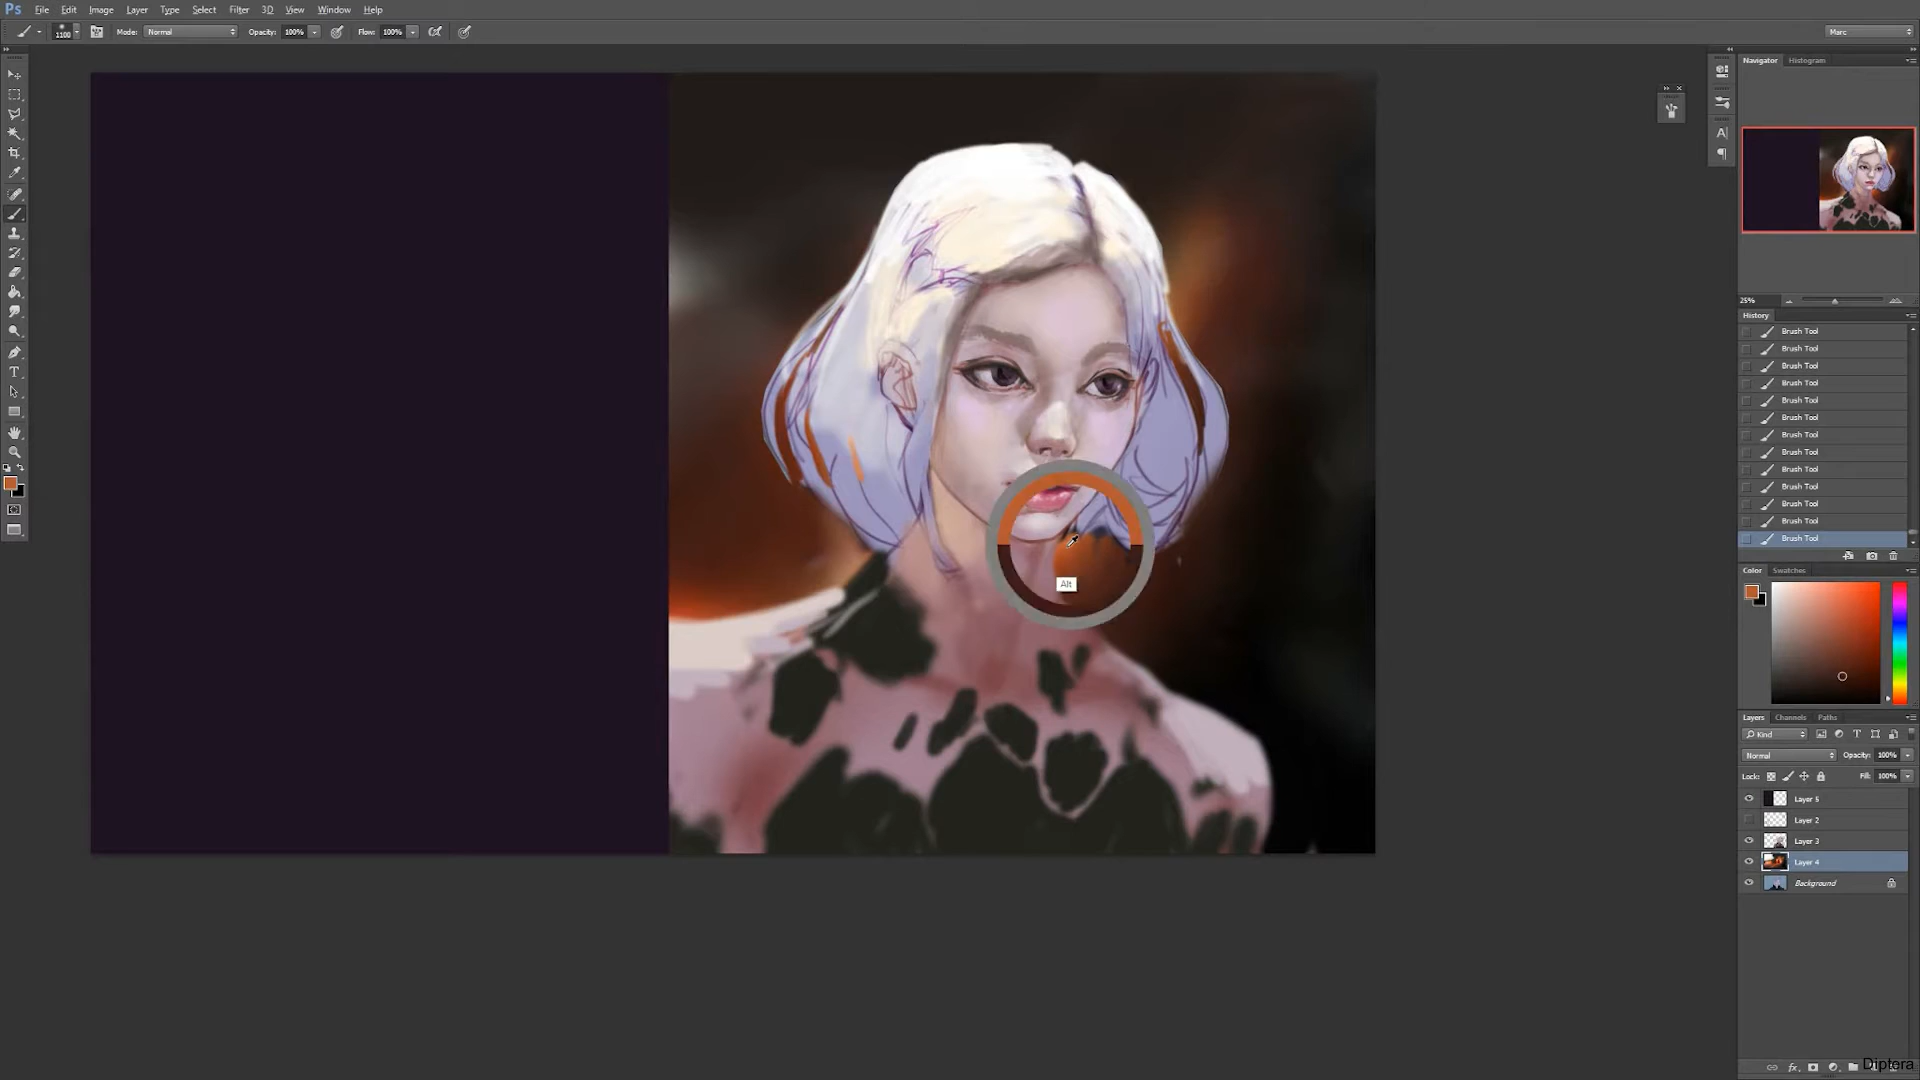 Ps File Edit Image Layer Type Select Filter 3D View Window Help
1100 Mode: Normal Opacity: 100% Flow: 100% Marc
Navigator Histogram
25%
History
Brush Tool
Brush Tool
Brush Tool
Brush Tool
Brush Tool
Brush Tool
Brush Tool
Brush Tool
Brush Tool
Brush Tool
Brush Tool
Brush Tool
Brush Tool
Alt
Color Swatches
Layers Channels Paths
Kind
Normal Opacity: 100%
Lock: Fill: 100%
Layer 5
Layer 2
Layer 3
Layer 4
Background
fx
Diptera